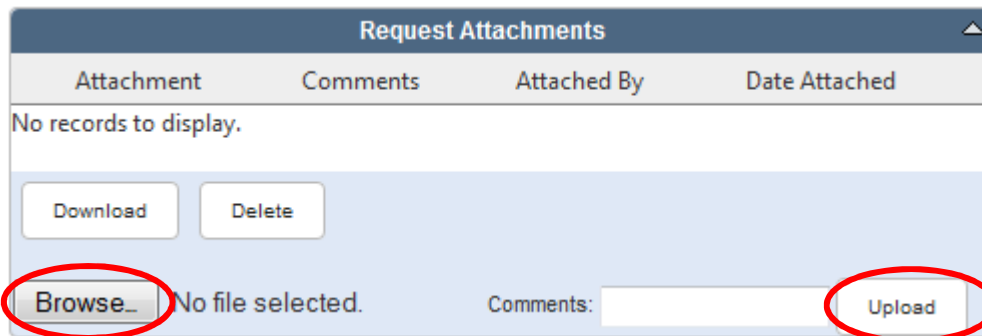 Request Attachments
Attachment Comments Attached By Date Attached
No records to display.
Download Delete
Browse… No file selected. Comments: Upload